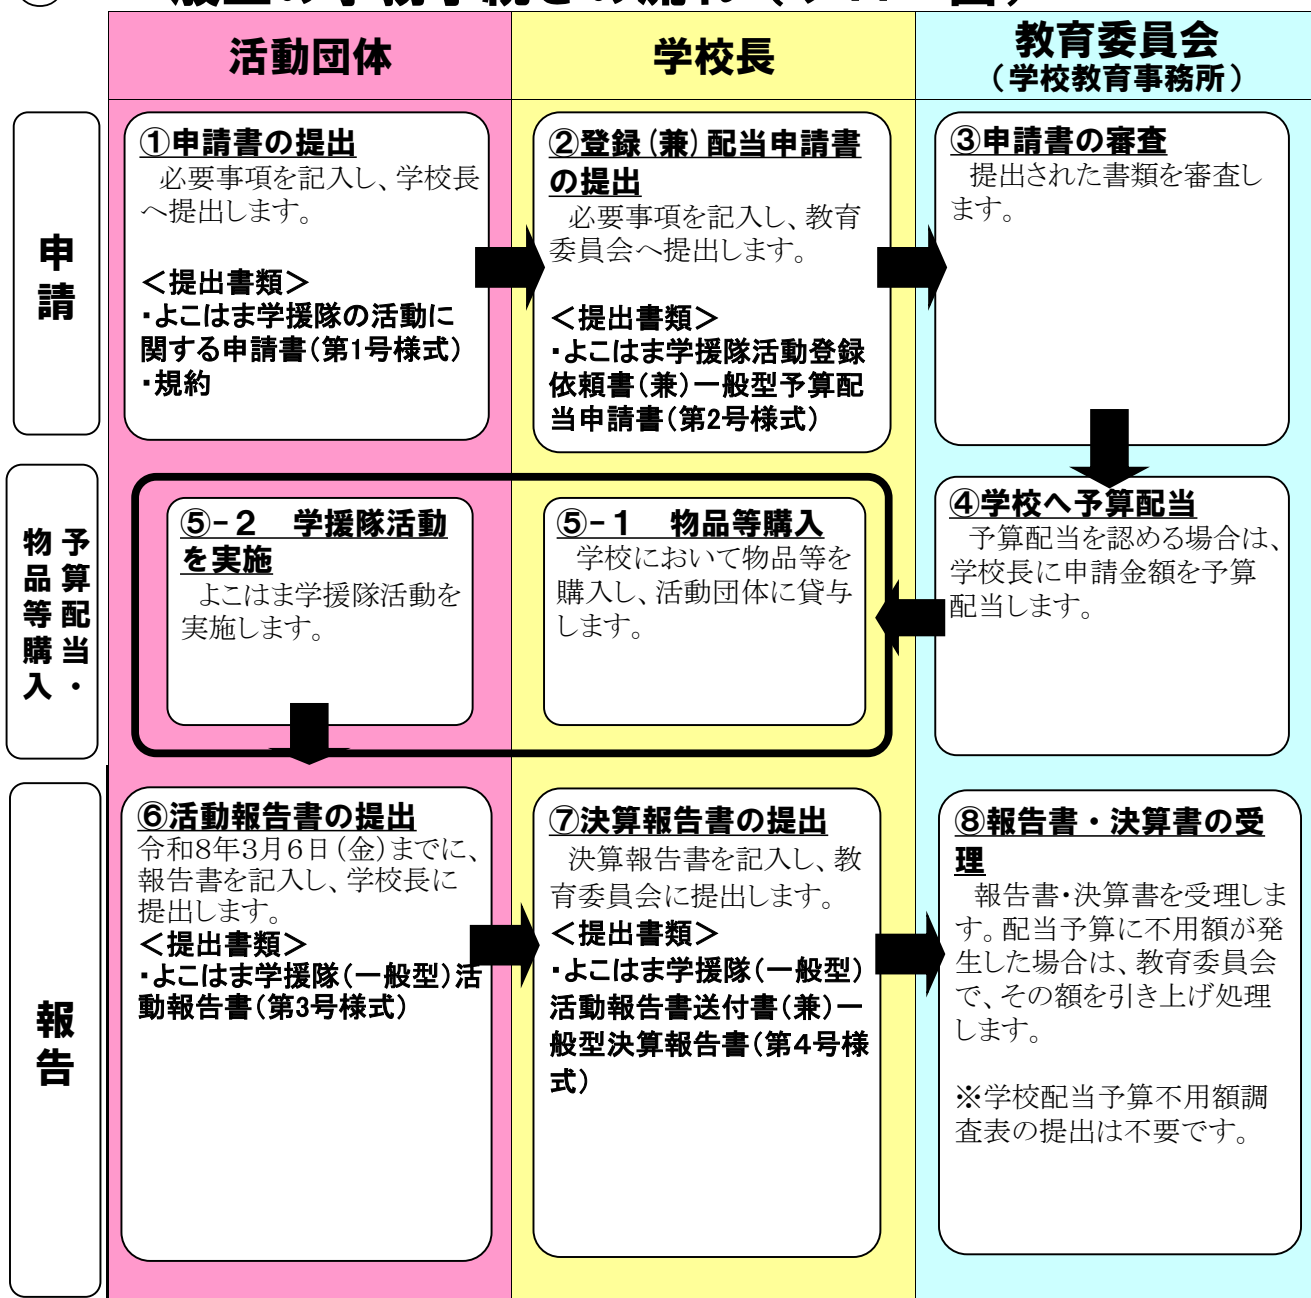 活動団体
学校長
教育委員会
（学校教育事務所）
申請
①申請書の提出
必要事項を記入し、学校長
へ提出します。
＜提出書類＞
・よこはま学援隊の活動に
関する申請書（第1号様式）
・規約
②登録（兼）配当申請書
の提出
必要事項を記入し、教育
委員会へ提出します。
＜提出書類＞
・よこはま学援隊活動登録
依頼書（兼）一般型予算配
当申請書（第2号様式）
③申請書の審査
提出された書類を審査し
ます。
予算配当・
物品等購入
④学校へ予算配当
予算配当を認める場合は、
学校長に申請金額を予算
配当します。
⑤-１　物品等購入
学校において物品等を
購入し、活動団体に貸与
します。
⑤-２　学援隊活動
を実施
よこはま学援隊活動を
実施します。
報告
⑥活動報告書の提出
令和8年3月6日（金）までに、
報告書を記入し、学校長に
提出します。
＜提出書類＞
・よこはま学援隊（一般型）活
動報告書（第3号様式）
⑦決算報告書の提出
決算報告書を記入し、教
育委員会に提出します。
＜提出書類＞
・よこはま学援隊（一般型）
活動報告書送付書（兼）一
般型決算報告書（第４号様
式）
⑧報告書・決算書の受
理
報告書・決算書を受理しま
す。配当予算に不用額が発
生した場合は、教育委員会
で、その額を引き上げ処理
します。
※学校配当予算不用額調
査表の提出は不要です。